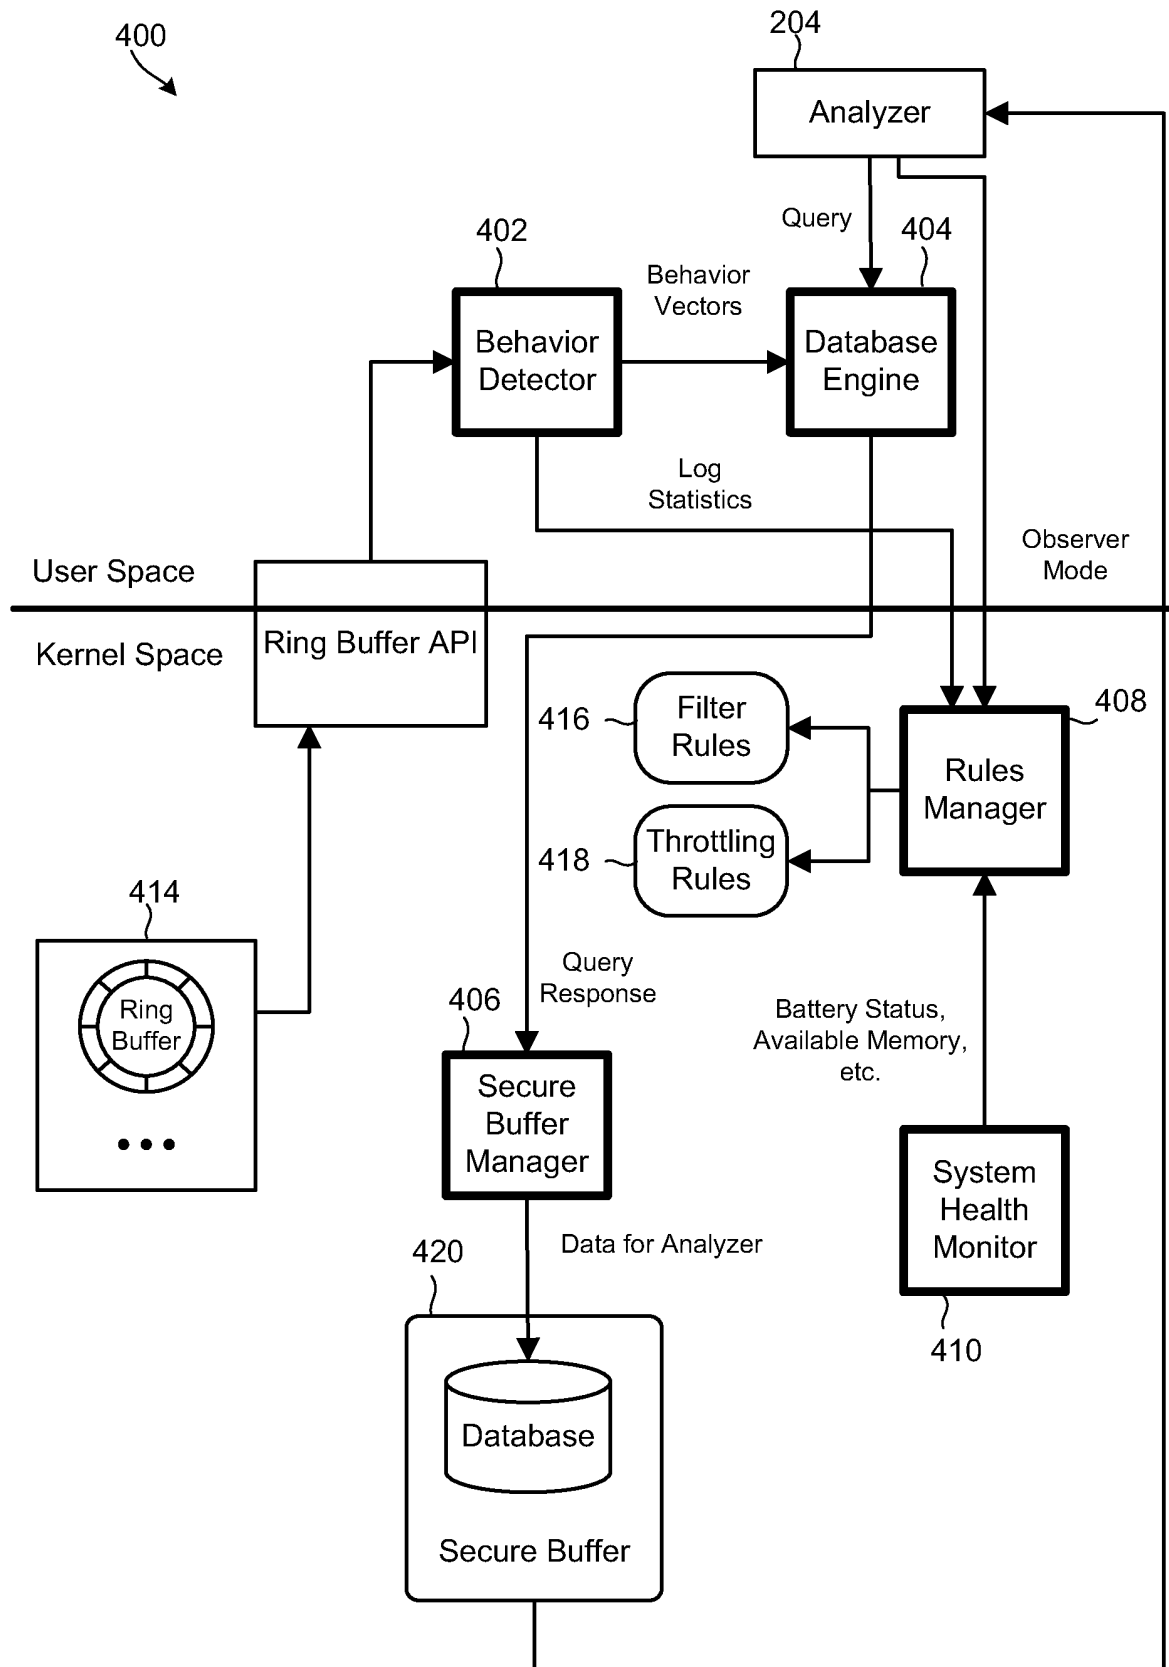 400
204
Analyzer
Query
402
404
Behavior
Vectors
Behavior
Detector
Database
Engine
Log
Statistics
Observer
Mode
User Space
Kernel Space
Ring Buffer API
416
Filter
Rules
408
Rules
Manager
418
Throttling
Rules
414
Ring
Buffer
Query
Response
406
Battery Status,
Available Memory,
etc.
Secure
Buffer
Manager
System
Health
Monitor
Data for Analyzer
420
410
Database
Secure Buffer